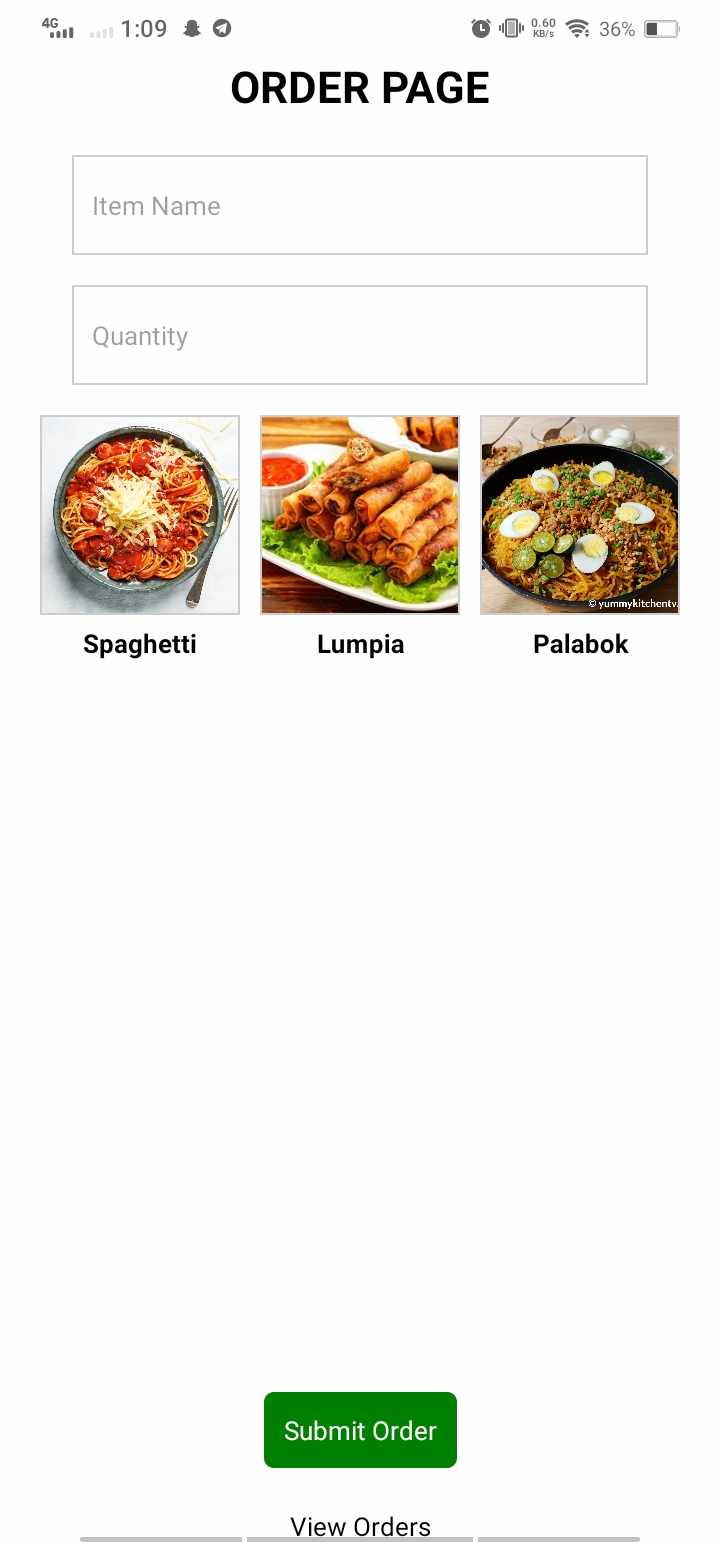 4G 1:09 0.60 KB/s 36%
ORDER PAGE
Item Name
Quantity
© yummykitchentv.
Spaghetti Lumpia Palabok
Submit Order
View Orders